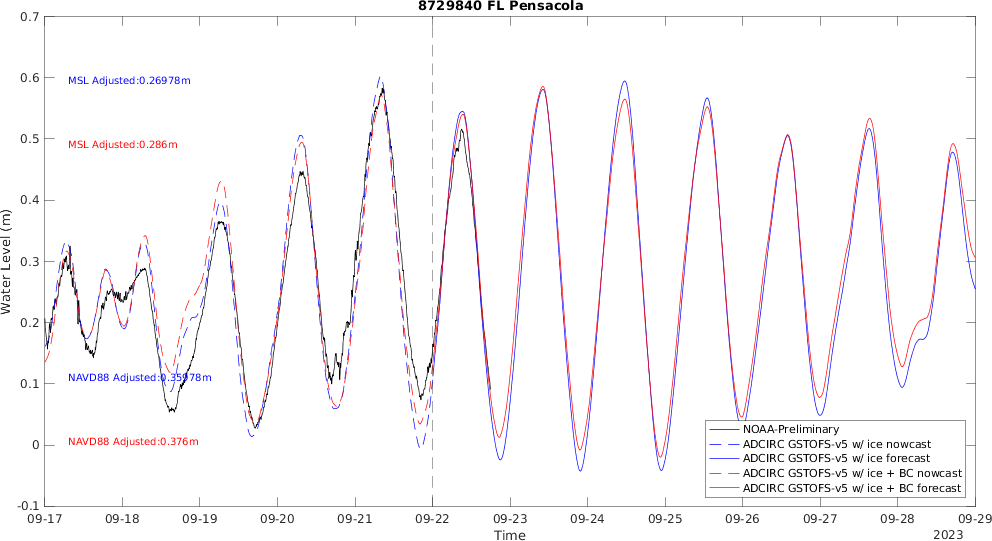 8729840 FL Pensacola
0.7
0.6
0.5
0.4
0.3
0.2
0.1
0
-0.1
Water Level (m)
MSL Adjusted:0.26978m
MSL Adjusted:0.286m
NAVD88 Adjusted:0.35978m
NAVD88 Adjusted:0.376m
NOAA-Preliminary
ADCIRC GSTOFS-v5 w/ ice nowcast
ADCIRC GSTOFS-v5 w/ ice forecast
ADCIRC GSTOFS-v5 w/ ice + BC nowcast
ADCIRC GSTOFS-v5 w/ ice + BC forecast
09-17 09-18 09-19 09-20 09-21 09-22 09-23 09-24 09-25 09-26 09-27 09-28 09-29
Time
2023